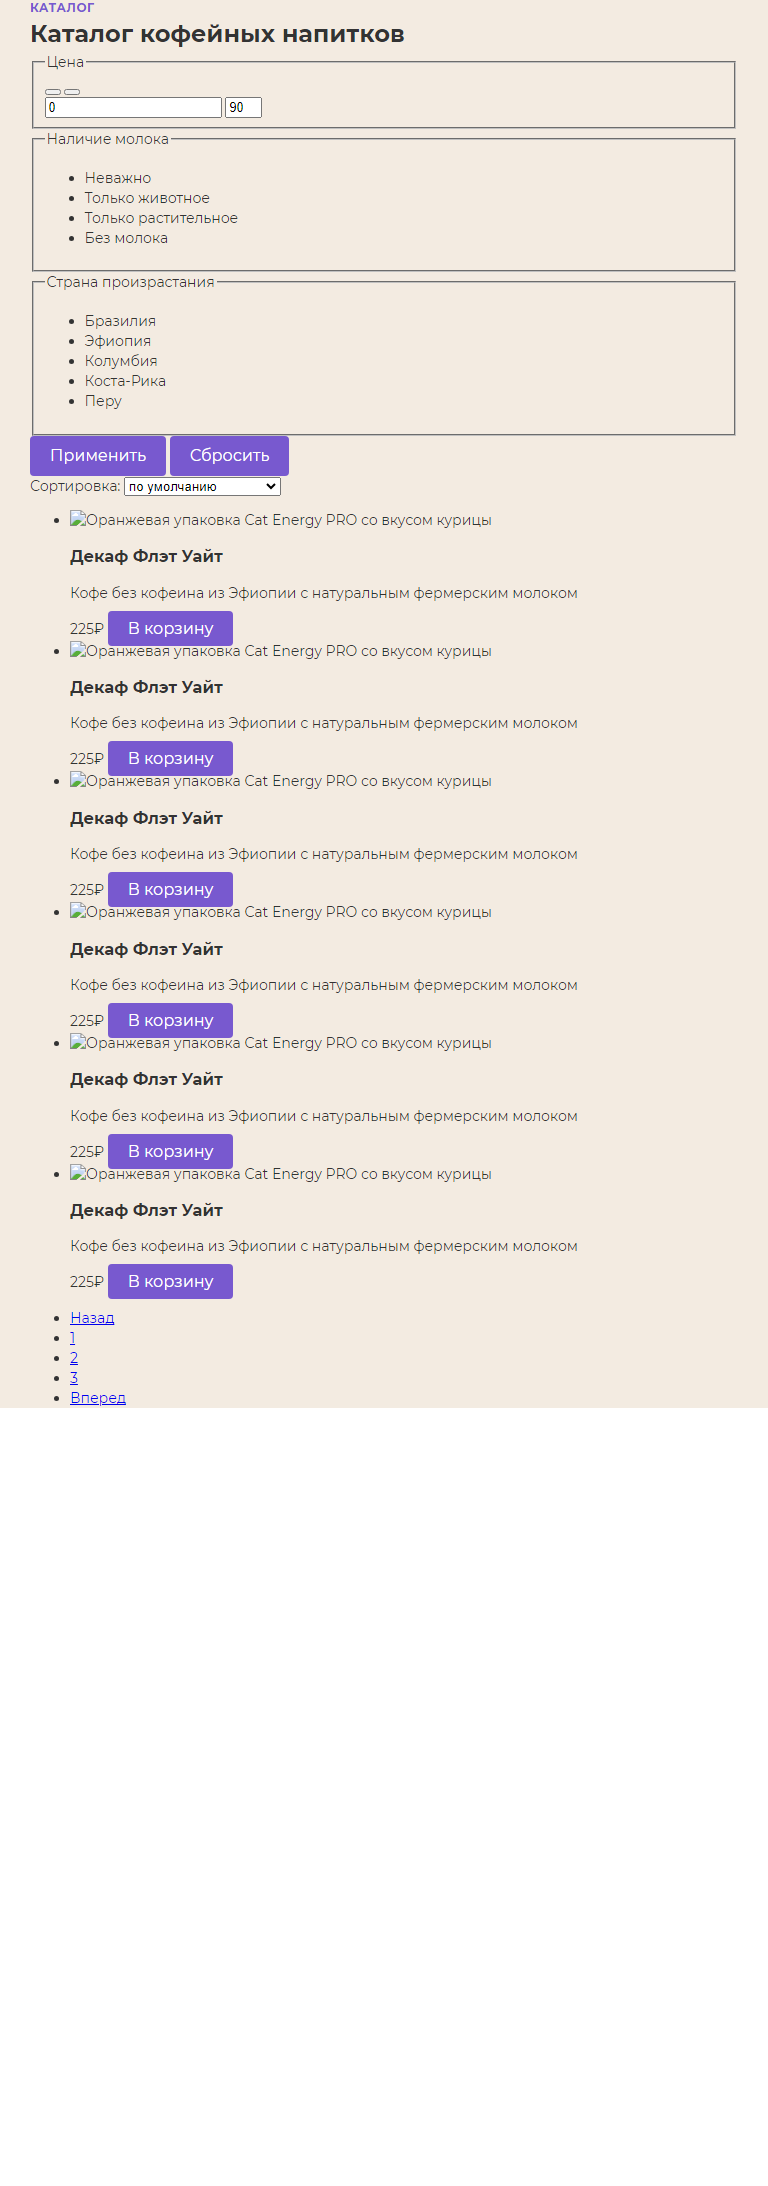 КАТАЛОГ
Каталог кофейных напитков
Цена
0 90
Наличие молока
Неважно
Только животное
Только растительное
Без молока
Страна произрастания
Бразилия
Эфиопия
Колумбия
Коста-Рика
Перу
Применить Сбросить
Сортировка: по умолчанию
Оранжевая упаковка Cat Energy PRO со вкусом курицы
Декаф Флэт Уайт
Кофе без кофеина из Эфиопии с натуральным фермерским молоком
225₽ В корзину
Оранжевая упаковка Cat Energy PRO со вкусом курицы
Декаф Флэт Уайт
Кофе без кофеина из Эфиопии с натуральным фермерским молоком
225₽ В корзину
Оранжевая упаковка Cat Energy PRO со вкусом курицы
Декаф Флэт Уайт
Кофе без кофеина из Эфиопии с натуральным фермерским молоком
225₽ В корзину
Оранжевая упаковка Cat Energy PRO со вкусом курицы
Декаф Флэт Уайт
Кофе без кофеина из Эфиопии с натуральным фермерским молоком
225₽ В корзину
Оранжевая упаковка Cat Energy PRO со вкусом курицы
Декаф Флэт Уайт
Кофе без кофеина из Эфиопии с натуральным фермерским молоком
225₽ В корзину
Оранжевая упаковка Cat Energy PRO со вкусом курицы
Декаф Флэт Уайт
Кофе без кофеина из Эфиопии с натуральным фермерским молоком
225₽ В корзину
Назад
1
2
3
Вперед